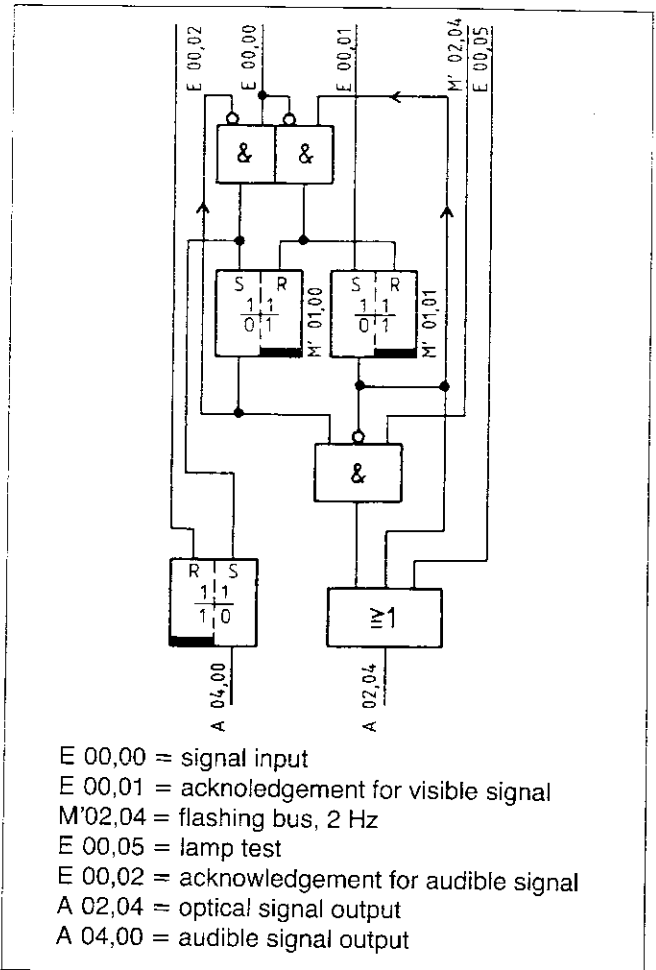 E 00,02
E 00,00
E 00,01
M' 02,04
E 00,05
& &
S R
1 1
0 1
M' 01,00
S R
1 1
0 1
M' 01,01
&
R S
1 1
1 0
≥1
A 04,00
A 02,04
E 00,00 = signal input
E 00,01 = acknoledgement for visible signal
M'02,04 = flashing bus, 2 Hz
E 00,05 = lamp test
E 00,02 = acknowledgement for audible signal
A 02,04 = optical signal output
A 04,00 = audible signal output